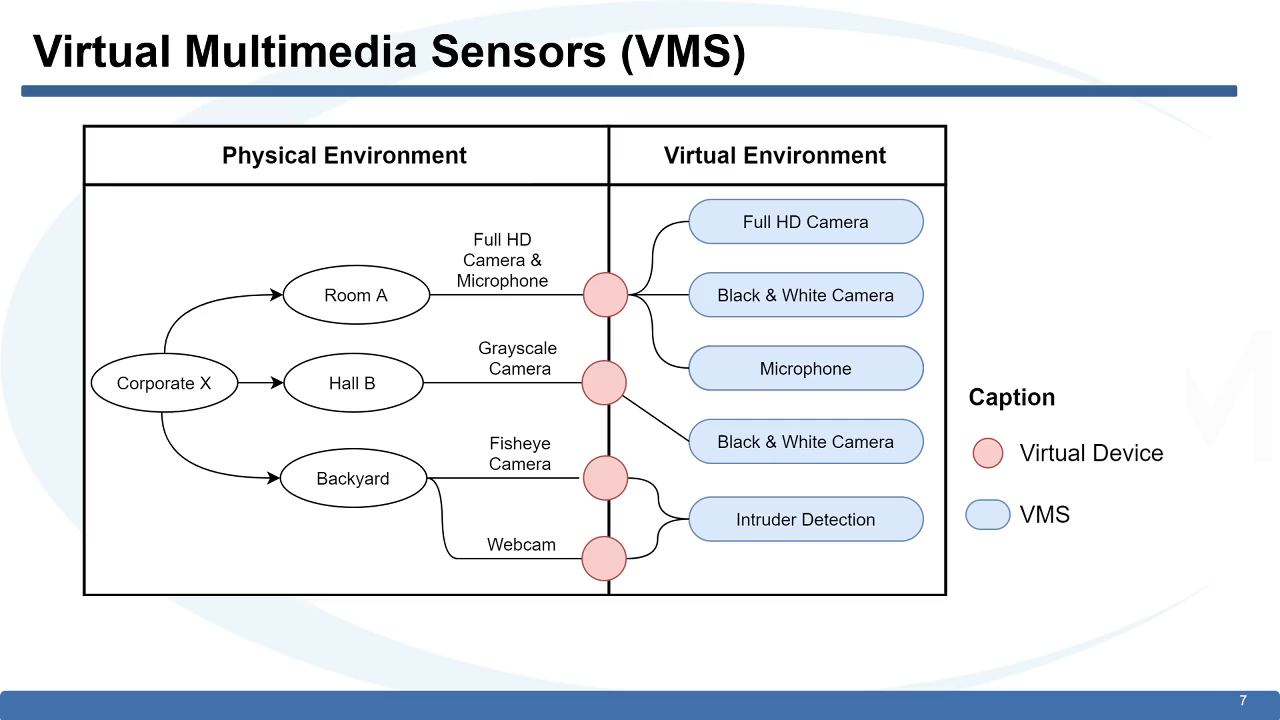 Virtual Multimedia Sensors (VMS)
Physical Environment
Virtual Environment
Full HD
Camera &
Microphone
Full HD Camera
Room A
Black & White Camera
Grayscale
Camera
Microphone
Corporate X
Hall B
Black & White Camera
Fisheye
Camera
Backyard
Intruder Detection
Webcam
Caption
Virtual Device
VMS
7